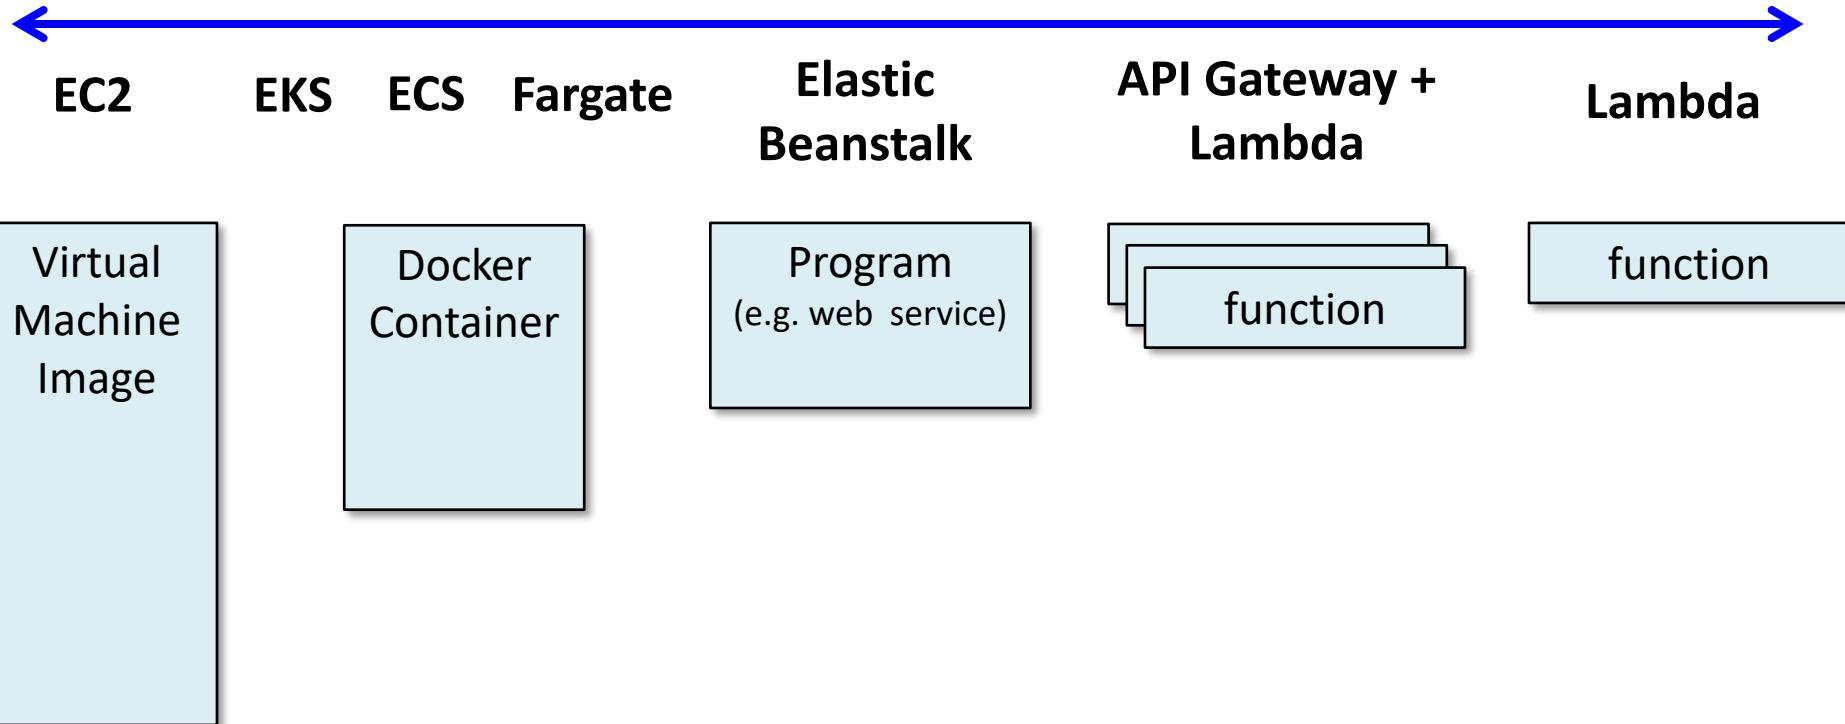 EC2
EKS
ECS
Fargate
Elastic
Beanstalk
API Gateway +
Lambda
Lambda
Virtual
Machine
Image
Docker
Container
Program
(e.g. web service)
function
function